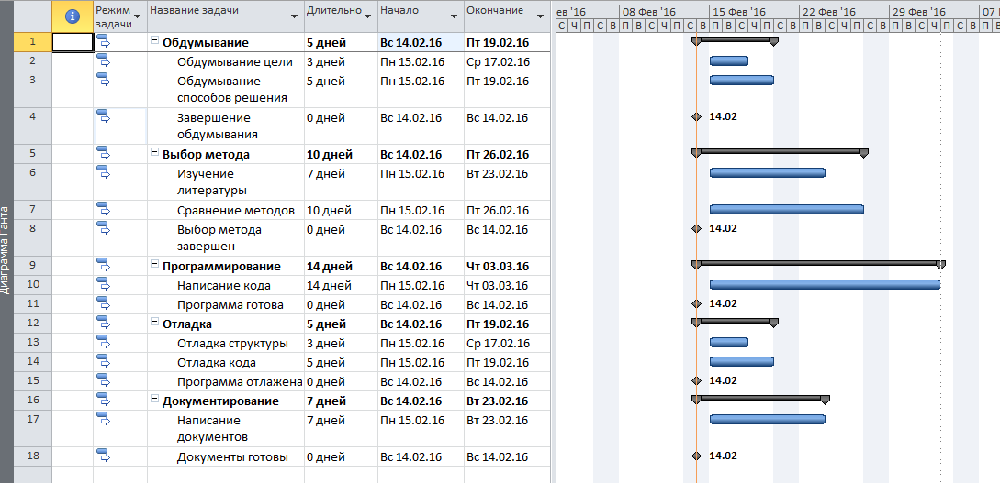 Режим задачи Название задачи Длительно Начало Окончание
ев '16 08 Фев '16 15 Фев '16 22 Фев '16 29 Фев '16 07
С Ч П С В П В С Ч П С В П В С Ч П С В П В С Ч П С В П В С Ч П С В П В
1 Обдумывание 5 дней Вс 14.02.16 Пт 19.02.16
2 Обдумывание цели 3 дней Пн 15.02.16 Ср 17.02.16
3 Обдумывание способов решения 5 дней Пн 15.02.16 Пт 19.02.16
4 Завершение обдумывания 0 дней Вс 14.02.16 Вс 14.02.16 14.02
5 Выбор метода 10 дней Вс 14.02.16 Пт 26.02.16
6 Изучение литературы 7 дней Пн 15.02.16 Вт 23.02.16
7 Сравнение методов 10 дней Пн 15.02.16 Пт 26.02.16
8 Выбор метода завершен 0 дней Вс 14.02.16 Вс 14.02.16 14.02
9 Программирование 14 дней Вс 14.02.16 Чт 03.03.16
10 Написание кода 14 дней Пн 15.02.16 Чт 03.03.16
11 Программа готова 0 дней Вс 14.02.16 Вс 14.02.16 14.02
12 Отладка 5 дней Вс 14.02.16 Пт 19.02.16
13 Отладка структуры 3 дней Пн 15.02.16 Ср 17.02.16
14 Отладка кода 5 дней Пн 15.02.16 Пт 19.02.16
15 Программа отлажена 0 дней Вс 14.02.16 Вс 14.02.16 14.02
16 Документирование 7 дней Вс 14.02.16 Вт 23.02.16
17 Написание документов 7 дней Пн 15.02.16 Вт 23.02.16
18 Документы готовы 0 дней Вс 14.02.16 Вс 14.02.16 14.02
Диаграмма Ганта